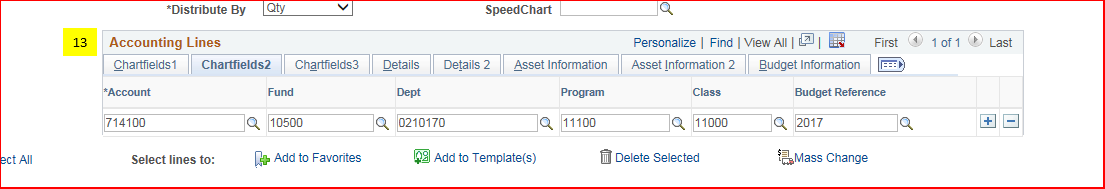 *Distribute By Qty SpeedChart
13 Accounting Lines Personalize | Find | View All | | First 1 of 1 Last
Chartfields1 Chartfields2 Chartfields3 Details Details 2 Asset Information Asset Information 2 Budget Information
*Account Fund Dept Program Class Budget Reference
714100 10500 0210170 11100 11000 2017 + -
ect All Select lines to: Add to Favorites Add to Template(s) Delete Selected Mass Change